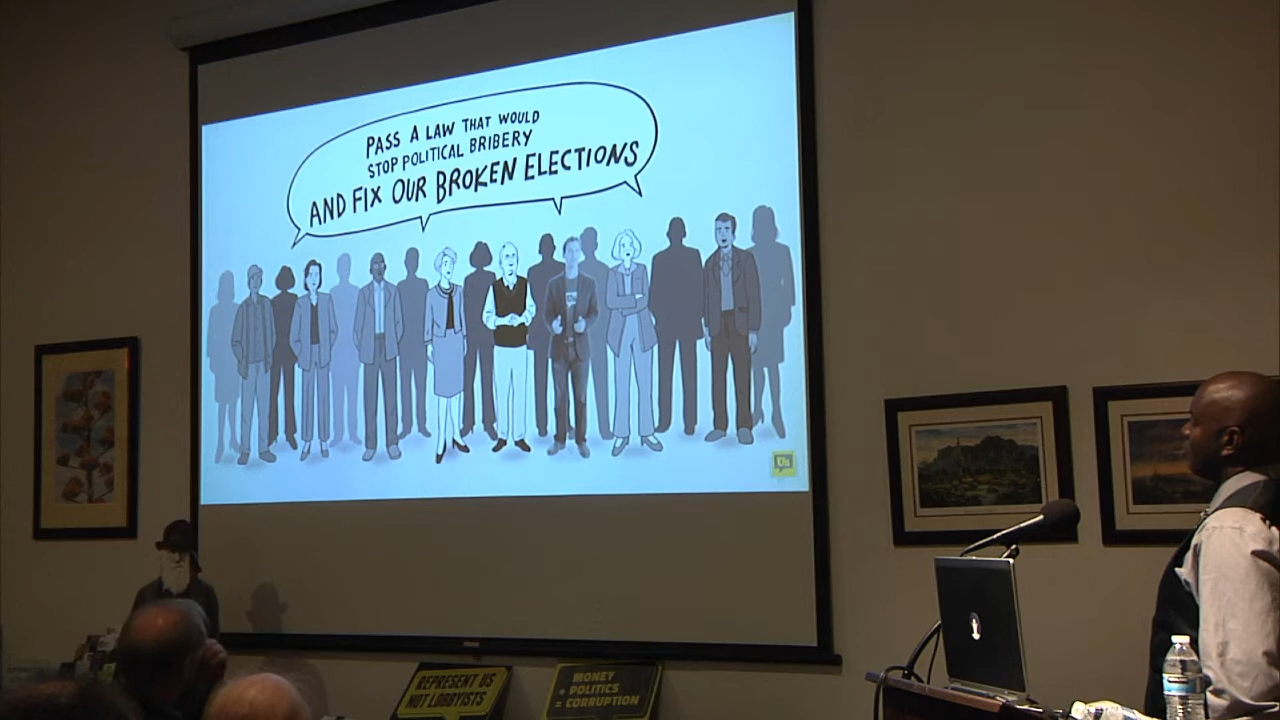 PASS A LAW THAT WOULD
STOP POLITICAL BRIBERY
AND FIX OUR BROKEN ELECTIONS
REPRESENT US
NOT LOBBYISTS
MONEY
+ POLITICS
= CORRUPTION